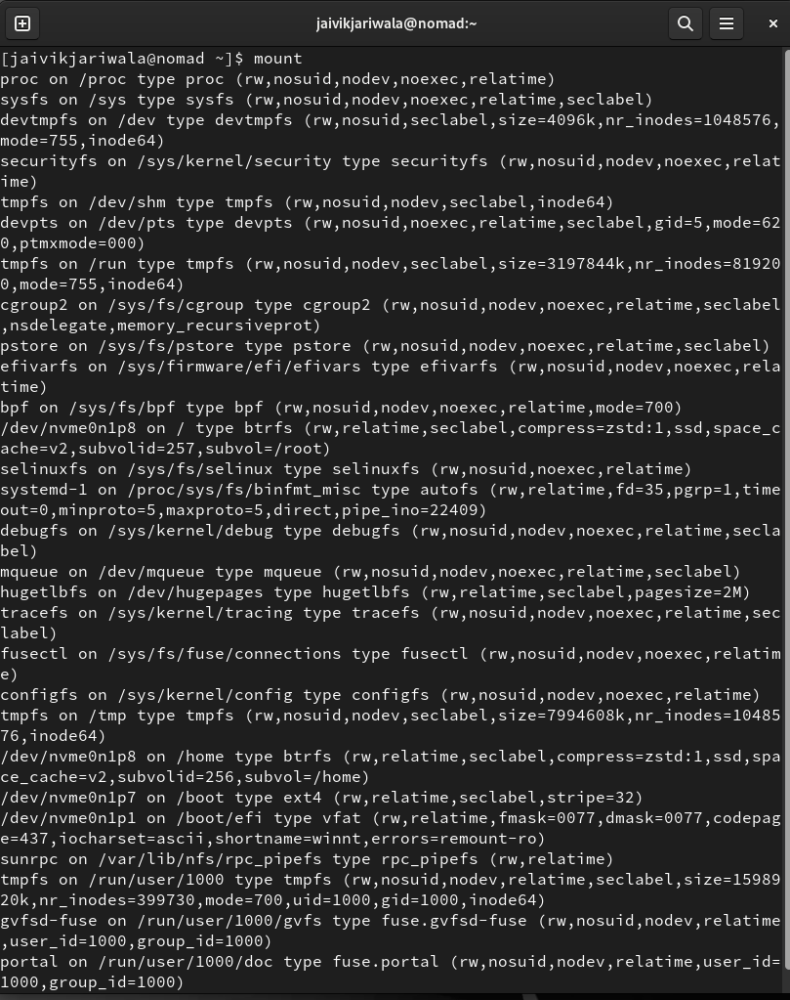 jaivikjariwala@nomad:~
[jaivikjariwala@nomad ~]$ mount
proc on /proc type proc (rw,nosuid,nodev,noexec,relatime)
sysfs on /sys type sysfs (rw,nosuid,nodev,noexec,relatime,seclabel)
devtmpfs on /dev type devtmpfs (rw,nosuid,seclabel,size=4096k,nr_inodes=1048576,
mode=755,inode64)
securityfs on /sys/kernel/security type securityfs (rw,nosuid,nodev,noexec,relat
ime)
tmpfs on /dev/shm type tmpfs (rw,nosuid,nodev,seclabel,inode64)
devpts on /dev/pts type devpts (rw,nosuid,noexec,relatime,seclabel,gid=5,mode=62
0,ptmxmode=000)
tmpfs on /run type tmpfs (rw,nosuid,nodev,seclabel,size=3197844k,nr_inodes=81920
0,mode=755,inode64)
cgroup2 on /sys/fs/cgroup type cgroup2 (rw,nosuid,nodev,noexec,relatime,seclabel
,nsdelegate,memory_recursiveprot)
pstore on /sys/fs/pstore type pstore (rw,nosuid,nodev,noexec,relatime,seclabel)
efivarfs on /sys/firmware/efi/efivars type efivarfs (rw,nosuid,nodev,noexec,rela
time)
bpf on /sys/fs/bpf type bpf (rw,nosuid,nodev,noexec,relatime,mode=700)
/dev/nvme0n1p8 on / type btrfs (rw,relatime,seclabel,compress=zstd:1,ssd,space_c
ache=v2,subvolid=257,subvol=/root)
selinuxfs on /sys/fs/selinux type selinuxfs (rw,nosuid,noexec,relatime)
systemd-1 on /proc/sys/fs/binfmt_misc type autofs (rw,relatime,fd=35,pgrp=1,time
out=0,minproto=5,maxproto=5,direct,pipe_ino=22409)
debugfs on /sys/kernel/debug type debugfs (rw,nosuid,nodev,noexec,relatime,secla
bel)
mqueue on /dev/mqueue type mqueue (rw,nosuid,nodev,noexec,relatime,seclabel)
hugetlbfs on /dev/hugepages type hugetlbfs (rw,relatime,seclabel,pagesize=2M)
tracefs on /sys/kernel/tracing type tracefs (rw,nosuid,nodev,noexec,relatime,sec
label)
fusectl on /sys/fs/fuse/connections type fusectl (rw,nosuid,nodev,noexec,relatim
e)
configfs on /sys/kernel/config type configfs (rw,nosuid,nodev,noexec,relatime)
tmpfs on /tmp type tmpfs (rw,nosuid,nodev,seclabel,size=7994608k,nr_inodes=10485
76,inode64)
/dev/nvme0n1p8 on /home type btrfs (rw,relatime,seclabel,compress=zstd:1,ssd,spa
ce_cache=v2,subvolid=256,subvol=/home)
/dev/nvme0n1p7 on /boot type ext4 (rw,relatime,seclabel,stripe=32)
/dev/nvme0n1p1 on /boot/efi type vfat (rw,relatime,fmask=0077,dmask=0077,codepag
e=437,iocharset=ascii,shortname=winnt,errors=remount-ro)
sunrpc on /var/lib/nfs/rpc_pipefs type rpc_pipefs (rw,relatime)
tmpfs on /run/user/1000 type tmpfs (rw,nosuid,nodev,relatime,seclabel,size=15989
20k,nr_inodes=399730,mode=700,uid=1000,gid=1000,inode64)
gvfsd-fuse on /run/user/1000/gvfs type fuse.gvfsd-fuse (rw,nosuid,nodev,relatime
,user_id=1000,group_id=1000)
portal on /run/user/1000/doc type fuse.portal (rw,nosuid,nodev,relatime,user_id=
1000,group_id=1000)